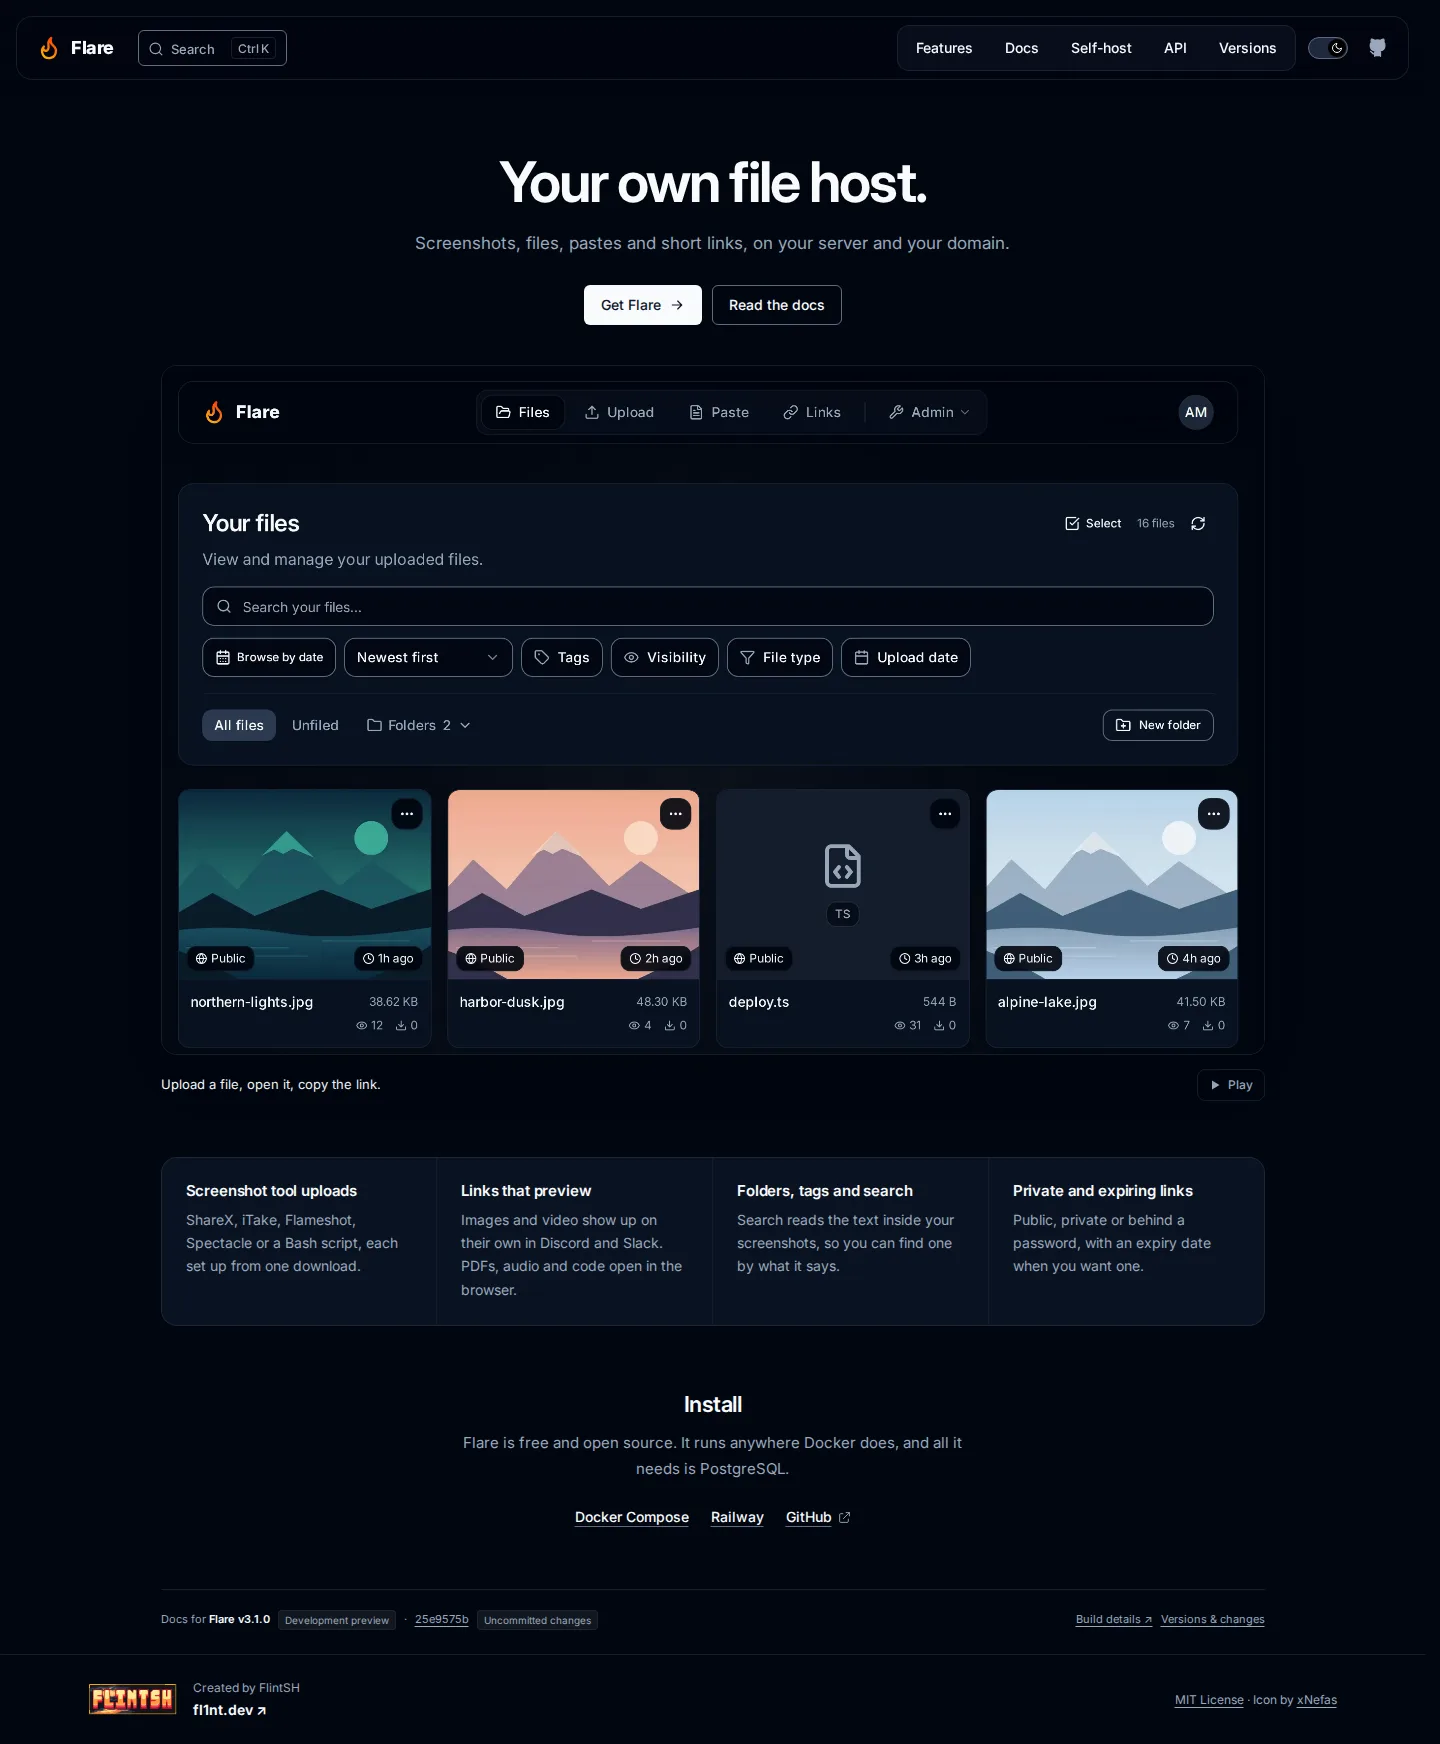 Flare
Search Ctrl K
Features Docs Self-host API Versions
Your own file host.
Screenshots, files, pastes and short links, on your server and your domain.
Get Flare →
Read the docs
Flare
Files Upload Paste Links Admin
AM
Your files
Select 16 files
View and manage your uploaded files.
Search your files...
Browse by date Newest first Tags Visibility File type Upload date
All files Unfiled Folders 2
New folder
Public 1h ago
northern-lights.jpg 38.62 KB
12 0
Public 2h ago
harbor-dusk.jpg 48.30 KB
4 0
TS
Public 3h ago
deploy.ts 544 B
31 0
Public 4h ago
alpine-lake.jpg 41.50 KB
7 0
Upload a file, open it, copy the link.
Play
Screenshot tool uploads
ShareX, iTake, Flameshot,
Spectacle or a Bash script, each
set up from one download.
Links that preview
Images and video show up on
their own in Discord and Slack.
PDFs, audio and code open in the
browser.
Folders, tags and search
Search reads the text inside your
screenshots, so you can find one
by what it says.
Private and expiring links
Public, private or behind a
password, with an expiry date
when you want one.
Install
Flare is free and open source. It runs anywhere Docker does, and all it
needs is PostgreSQL.
Docker Compose Railway GitHub
Docs for Flare v3.1.0 Development preview · 25e9575b Uncommitted changes
Build details ↗ Versions & changes
FLINTSH
Created by FlintSH
fl1nt.dev ↗
MIT License · Icon by xNefas